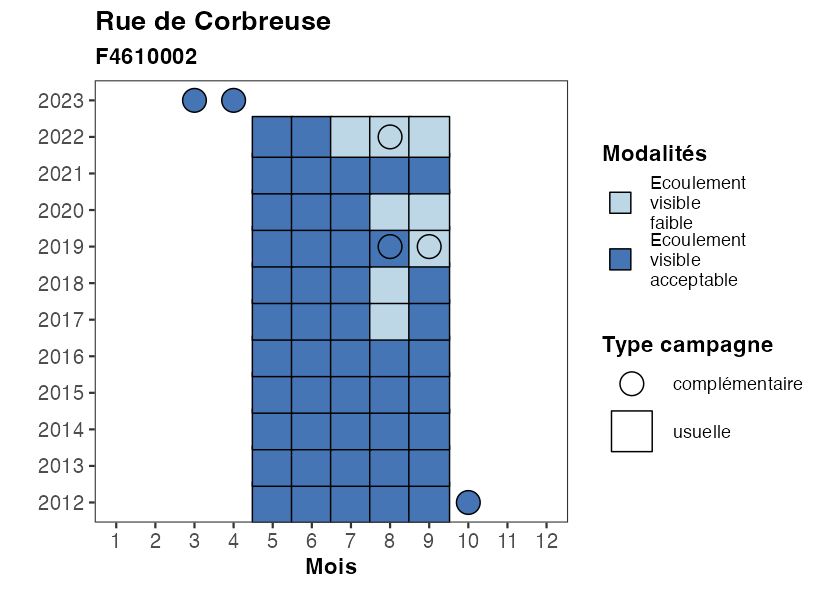 Rue de Corbreuse
F4610002
2023
2022
2021
2020
2019
2018
2017
2016
2015
2014
2013
2012
1 2 3 4 5 6 7 8 9 10 11 12
Mois
Modalités
Ecoulement
visible
faible
Ecoulement
visible
acceptable
Type campagne
complémentaire
usuelle